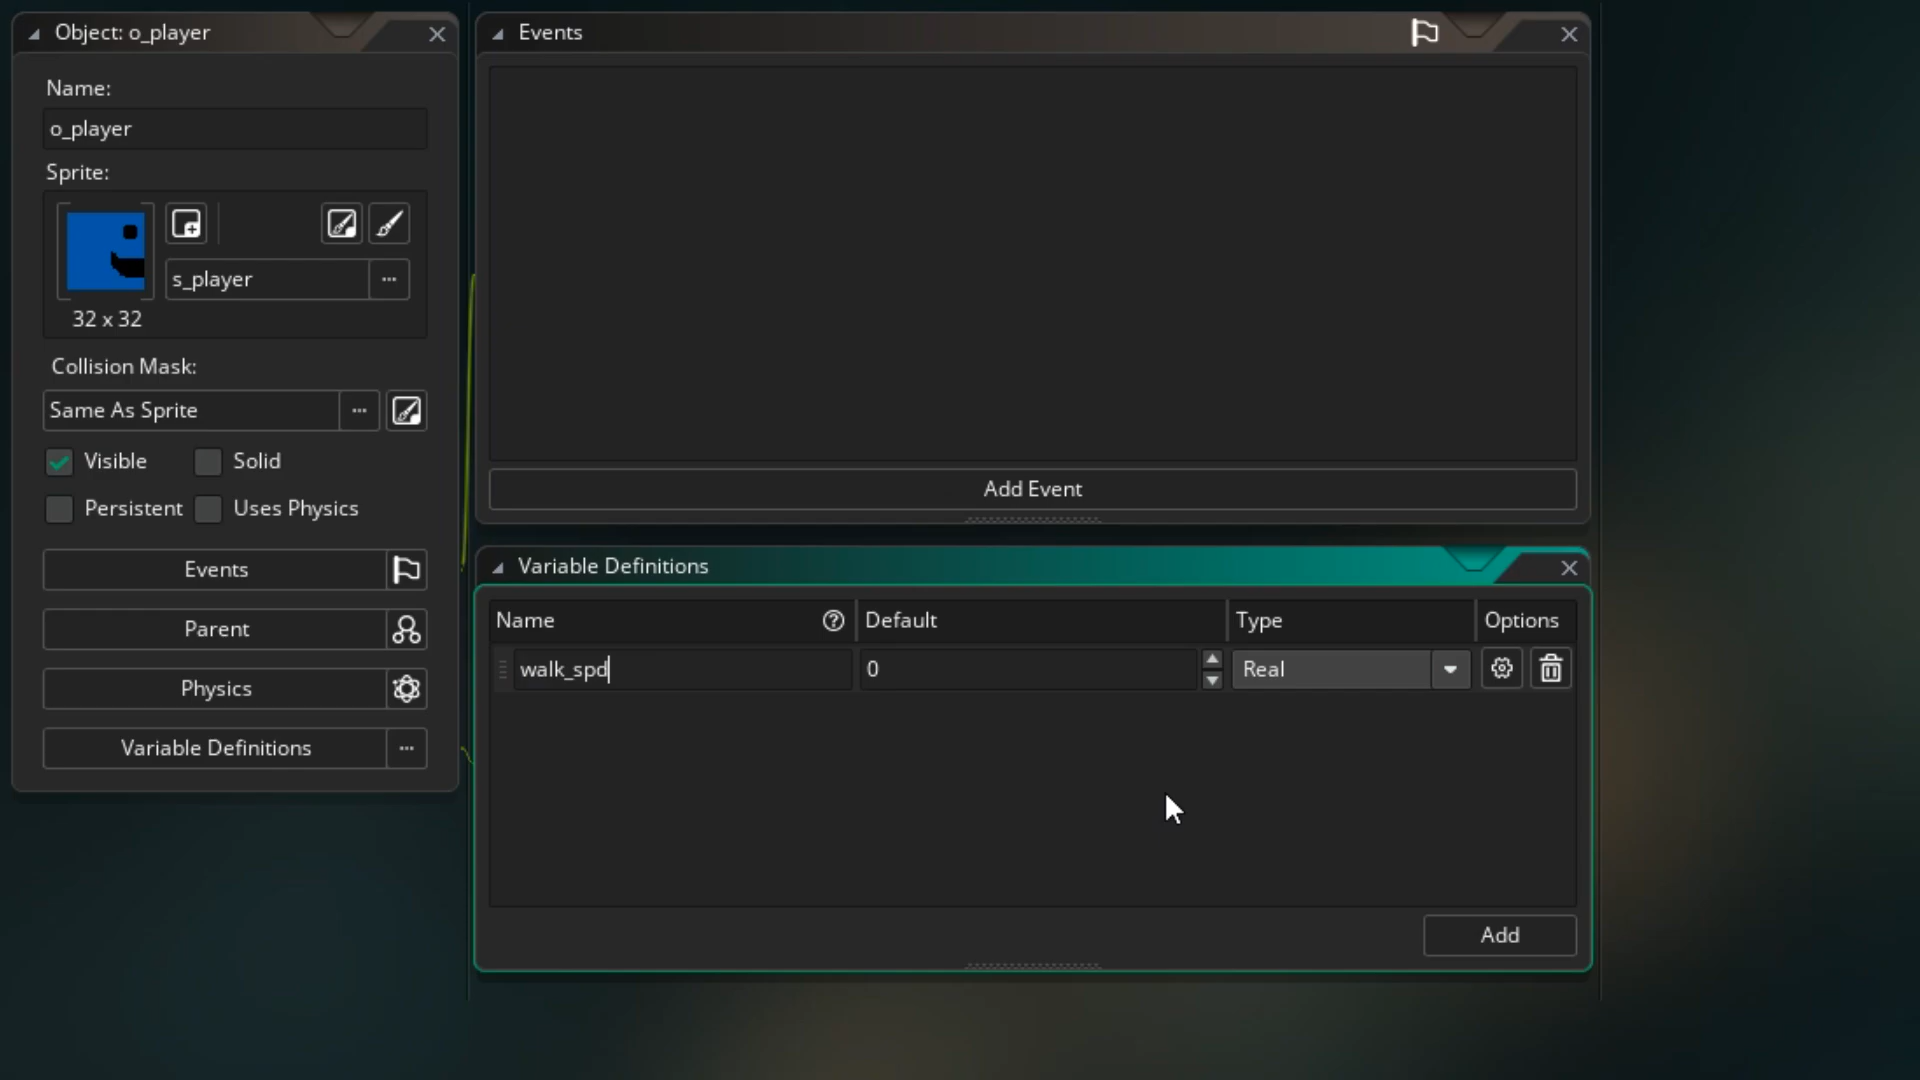 Object: o_player
Name:
o_player
Sprite:
s_player
...
32 x 32
Collision Mask:
Same As Sprite
...
Visible
Solid
Persistent
Uses Physics
Events
Parent
Physics
Variable Definitions
...
Events
Add Event
Variable Definitions
Name ? Default Type Options
walk_spd 0 Real
Add